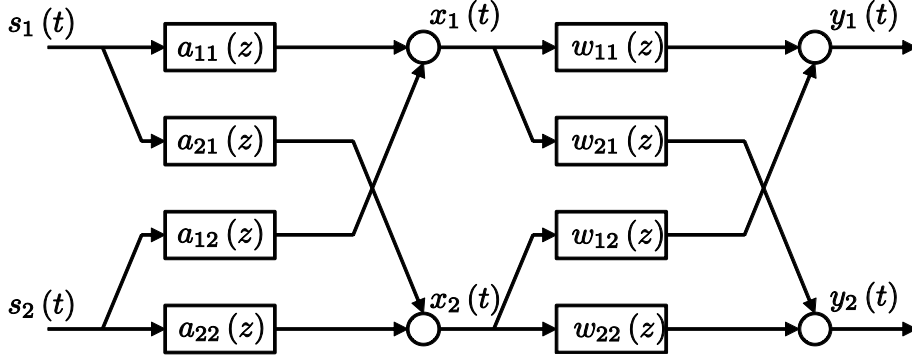 s₁(t) x₁(t) y₁(t)
a₁₁(z) w₁₁(z)
a₂₁(z) w₂₁(z)
a₁₂(z) w₁₂(z)
s₂(t) x₂(t) y₂(t)
a₂₂(z) w₂₂(z)